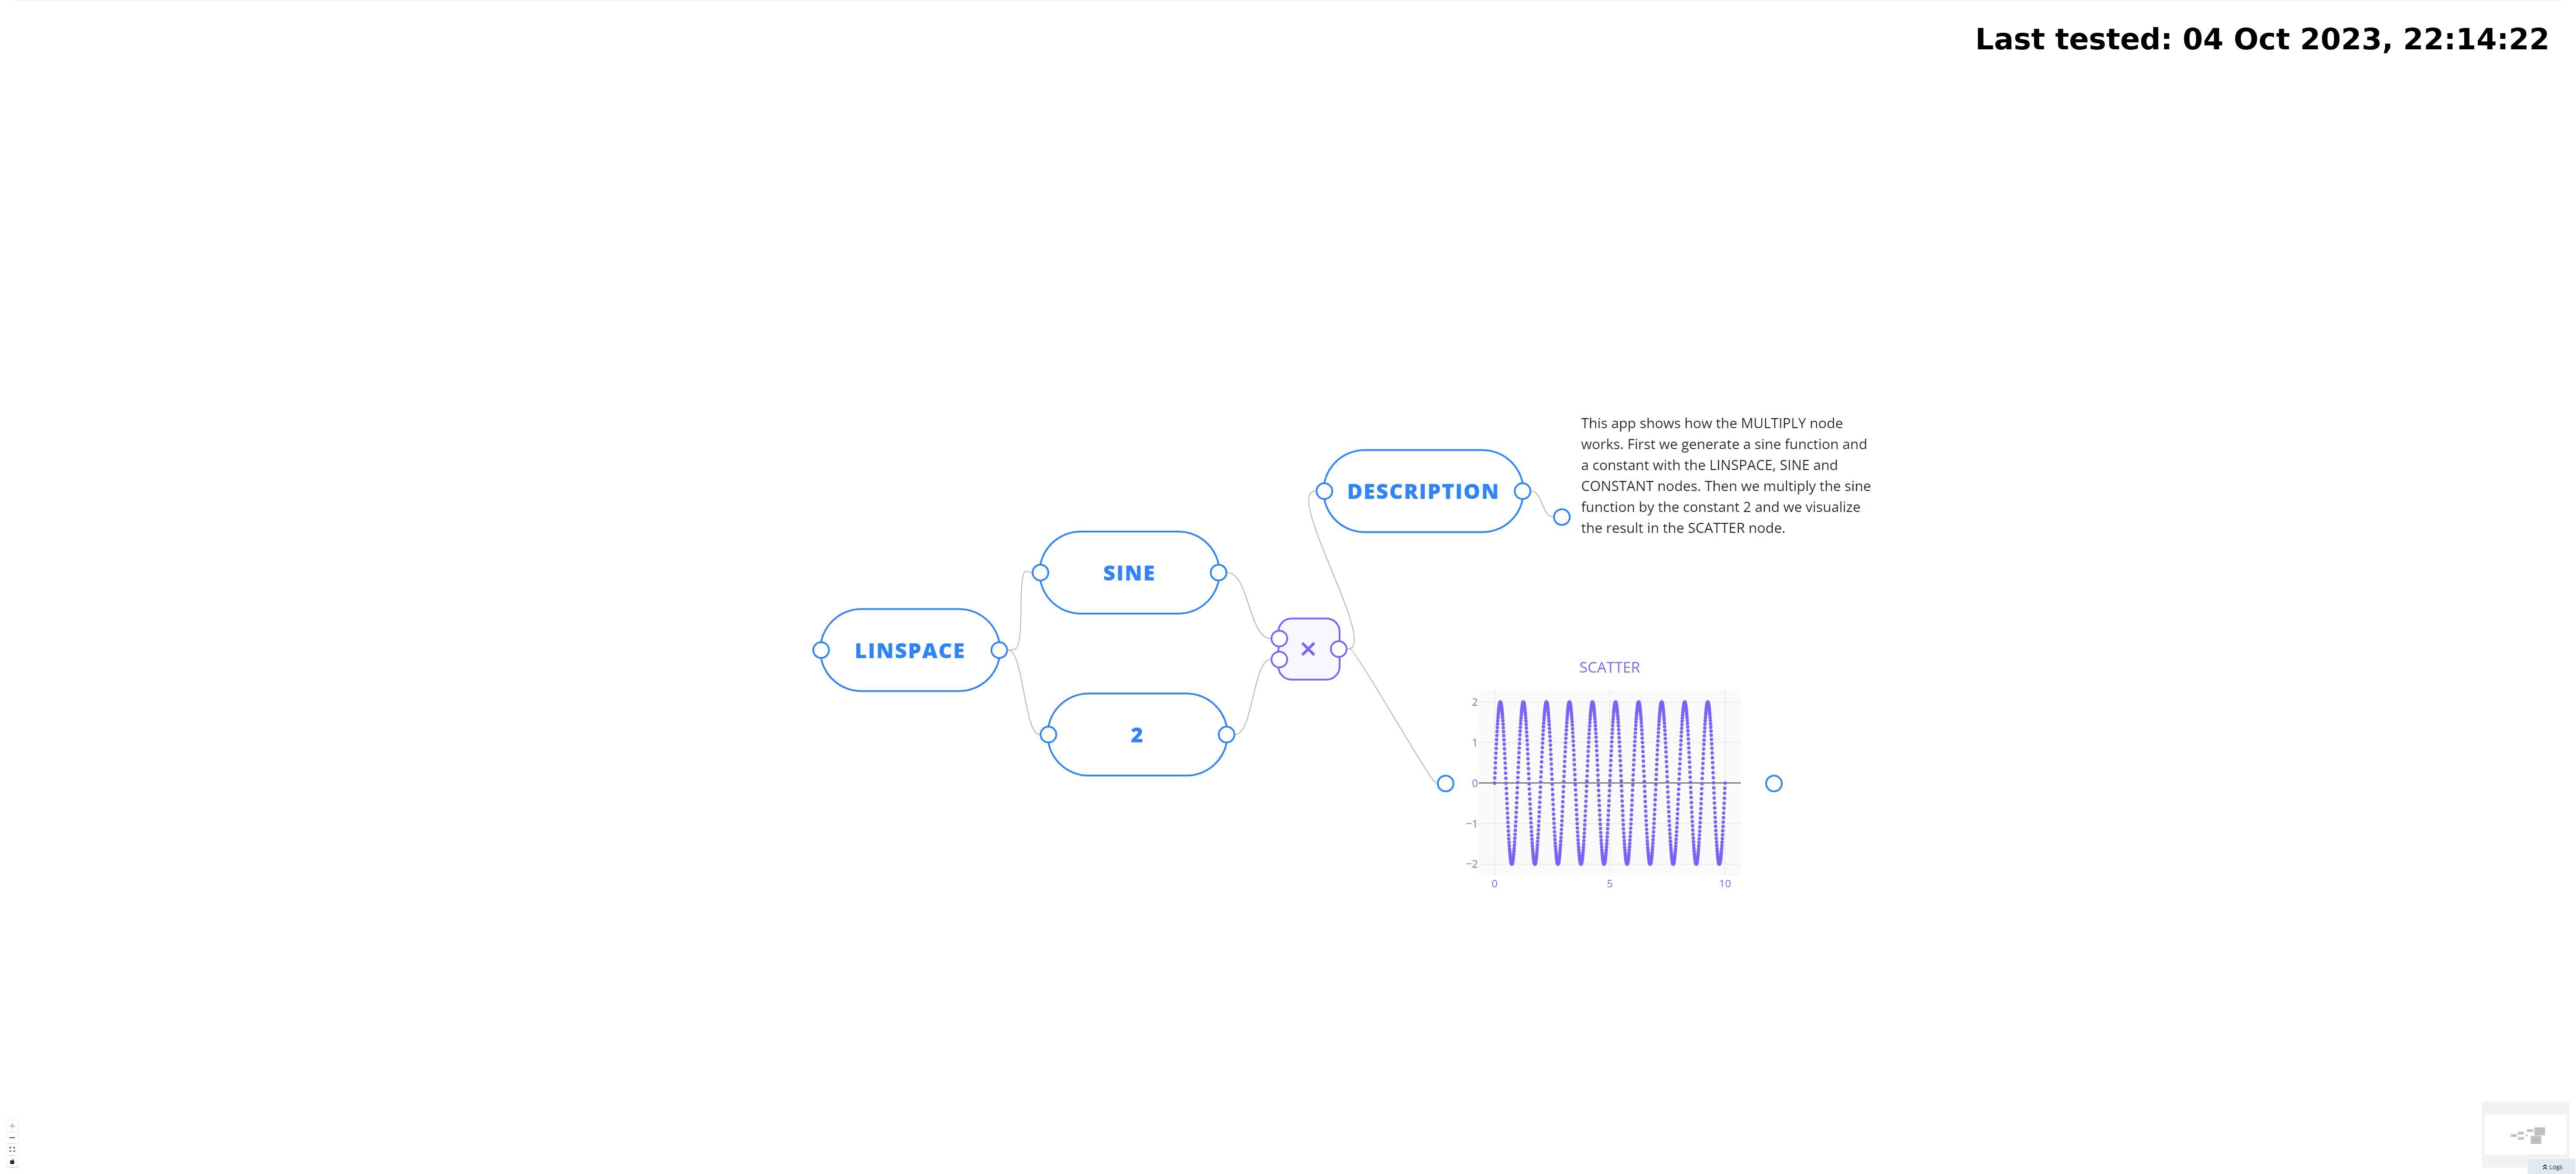 Last tested: 04 Oct 2023, 22:14:22
This app shows how the MULTIPLY node
works. First we generate a sine function and
a constant with the LINSPACE, SINE and
CONSTANT nodes. Then we multiply the sine
function by the constant 2 and we visualize
the result in the SCATTER node.
DESCRIPTION
SINE
LINSPACE
×
2
SCATTER
2
1
0
−1
−2
0 5 10
Logs